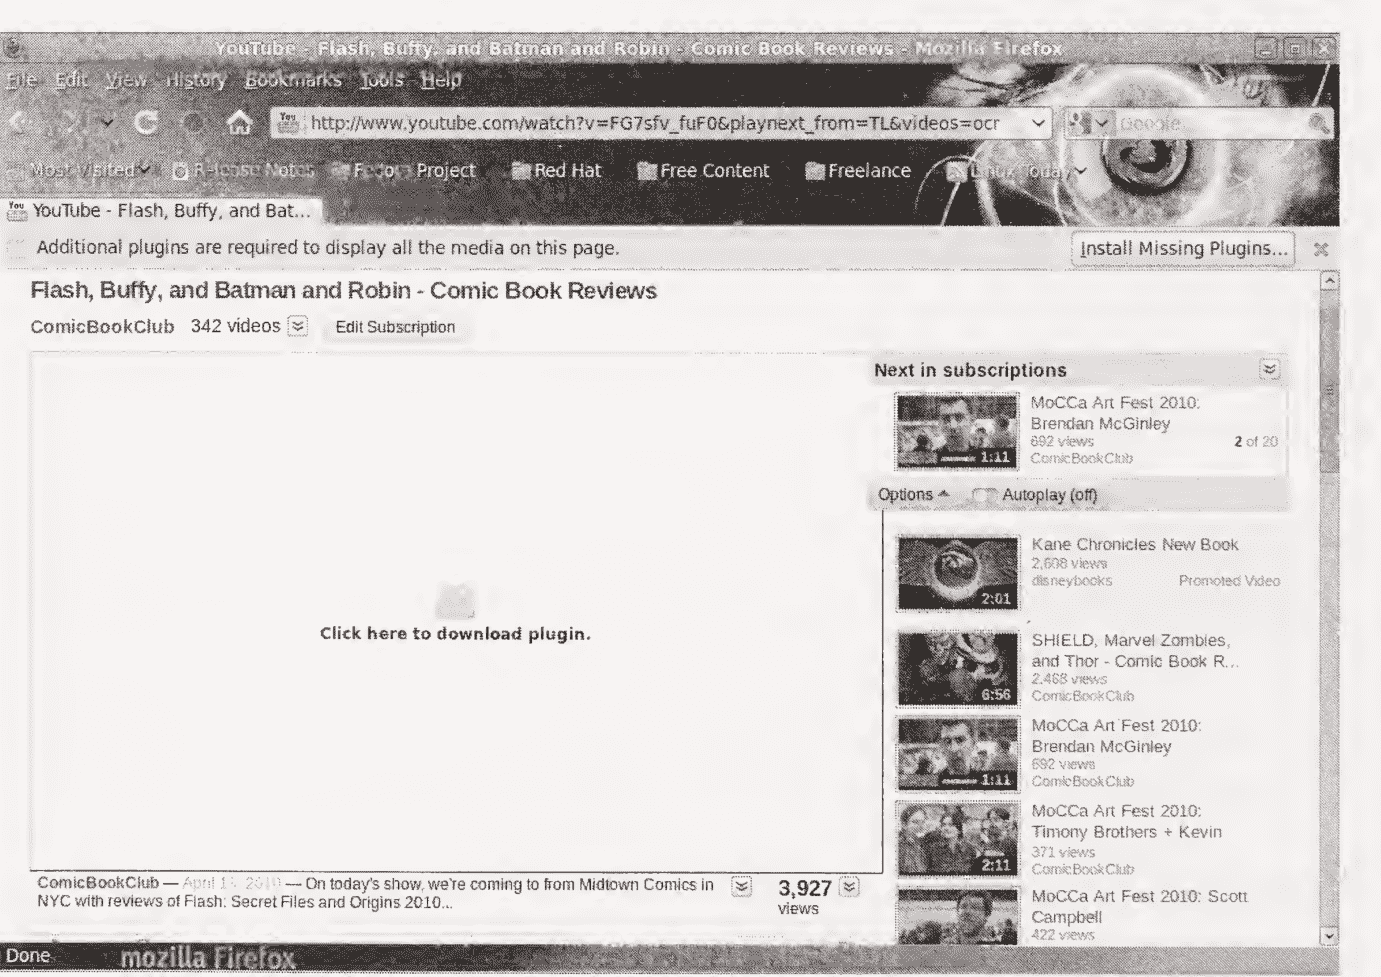 YouTube - Flash, Buffy, and Batman and Robin - Comic Book Reviews - Mozilla Firefox
File Edit View History Bookmarks Tools Help
You http://www.youtube.com/watch?v=FG7sfv_fuF0&playnext_from=TL&videos=ocr Google
Most Visited Release Notes Fedora Project Red Hat Free Content Freelance Linux Today
You YouTube - Flash, Buffy, and Bat...
Additional plugins are required to display all the media on this page. Install Missing Plugins...
Flash, Buffy, and Batman and Robin - Comic Book Reviews
ComicBookClub 342 videos Edit Subscription
Click here to download plugin.
ComicBookClub — April 2010 — On today's show, we're coming to from Midtown Comics in
NYC with reviews of Flash: Secret Files and Origins 2010...
3,927
views
Next in subscriptions
MoCCa Art Fest 2010:
Brendan McGinley
692 views
2 of 20
ComicBookClub
1:11
Options Autoplay (off)
Kane Chronicles New Book
2,608 views
disneybooks Promoted Video
2:01
SHIELD, Marvel Zombies,
and Thor - Comic Book R...
2,468 views
ComicBookClub
6:56
MoCCa Art Fest 2010:
Brendan McGinley
692 views
ComicBookClub
1:11
MoCCa Art Fest 2010:
Timony Brothers + Kevin
371 views
ComicBookClub
2:11
MoCCa Art Fest 2010: Scott
Campbell
422 views
Done mozilla Firefox